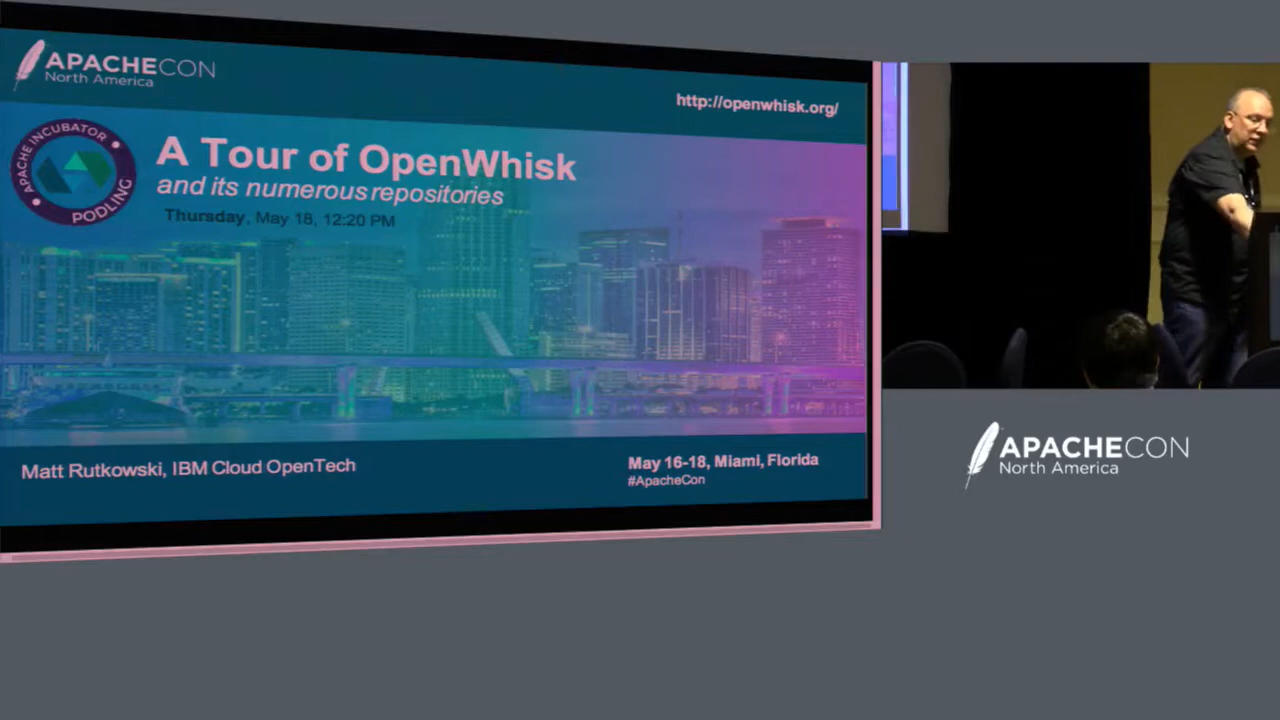 APACHECON
North America
http://openwhisk.org/
APACHE INCUBATOR
PODLING
A Tour of OpenWhisk
and its numerous repositories
Thursday, May 18, 12:20 PM
Matt Rutkowski, IBM Cloud OpenTech
May 16-18, Miami, Florida
#ApacheCon
APACHECON
North America